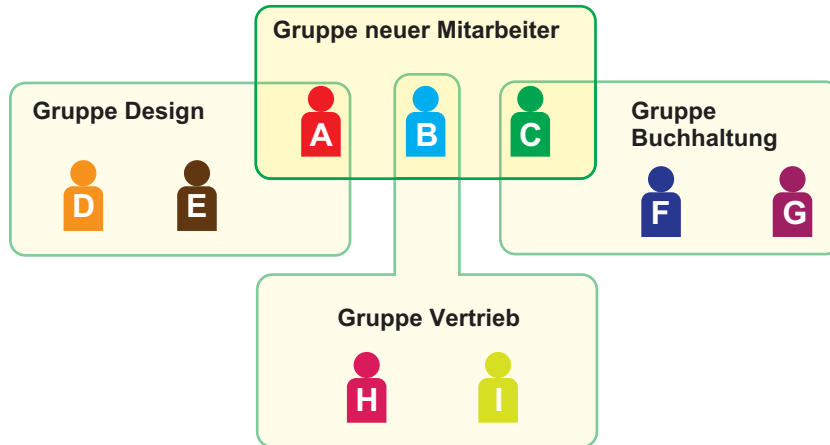 Gruppe neuer Mitarbeiter
Gruppe Design
A
B
C
Gruppe
Buchhaltung
D
E
F
G
Gruppe Vertrieb
H
I